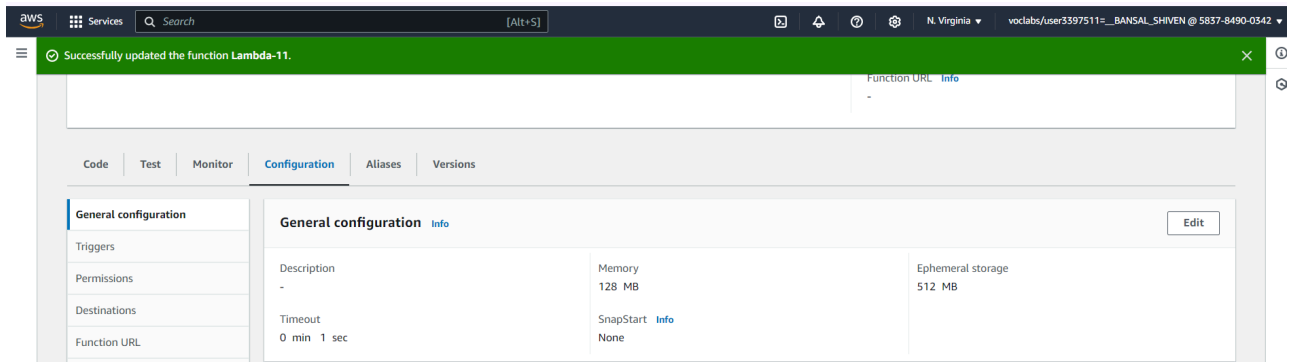 aws Services Search [Alt+S] N. Virginia voclabs/user3397511=__BANSAL_SHIVEN @ 5837-8490-0342
Successfully updated the function Lambda-11.
Function URL Info
-
Code Test Monitor Configuration Aliases Versions
General configuration
Triggers
Permissions
Destinations
Function URL
General configuration Info Edit
Description
-
Memory
128 MB
Ephemeral storage
512 MB
Timeout
0 min 1 sec
SnapStart Info
None